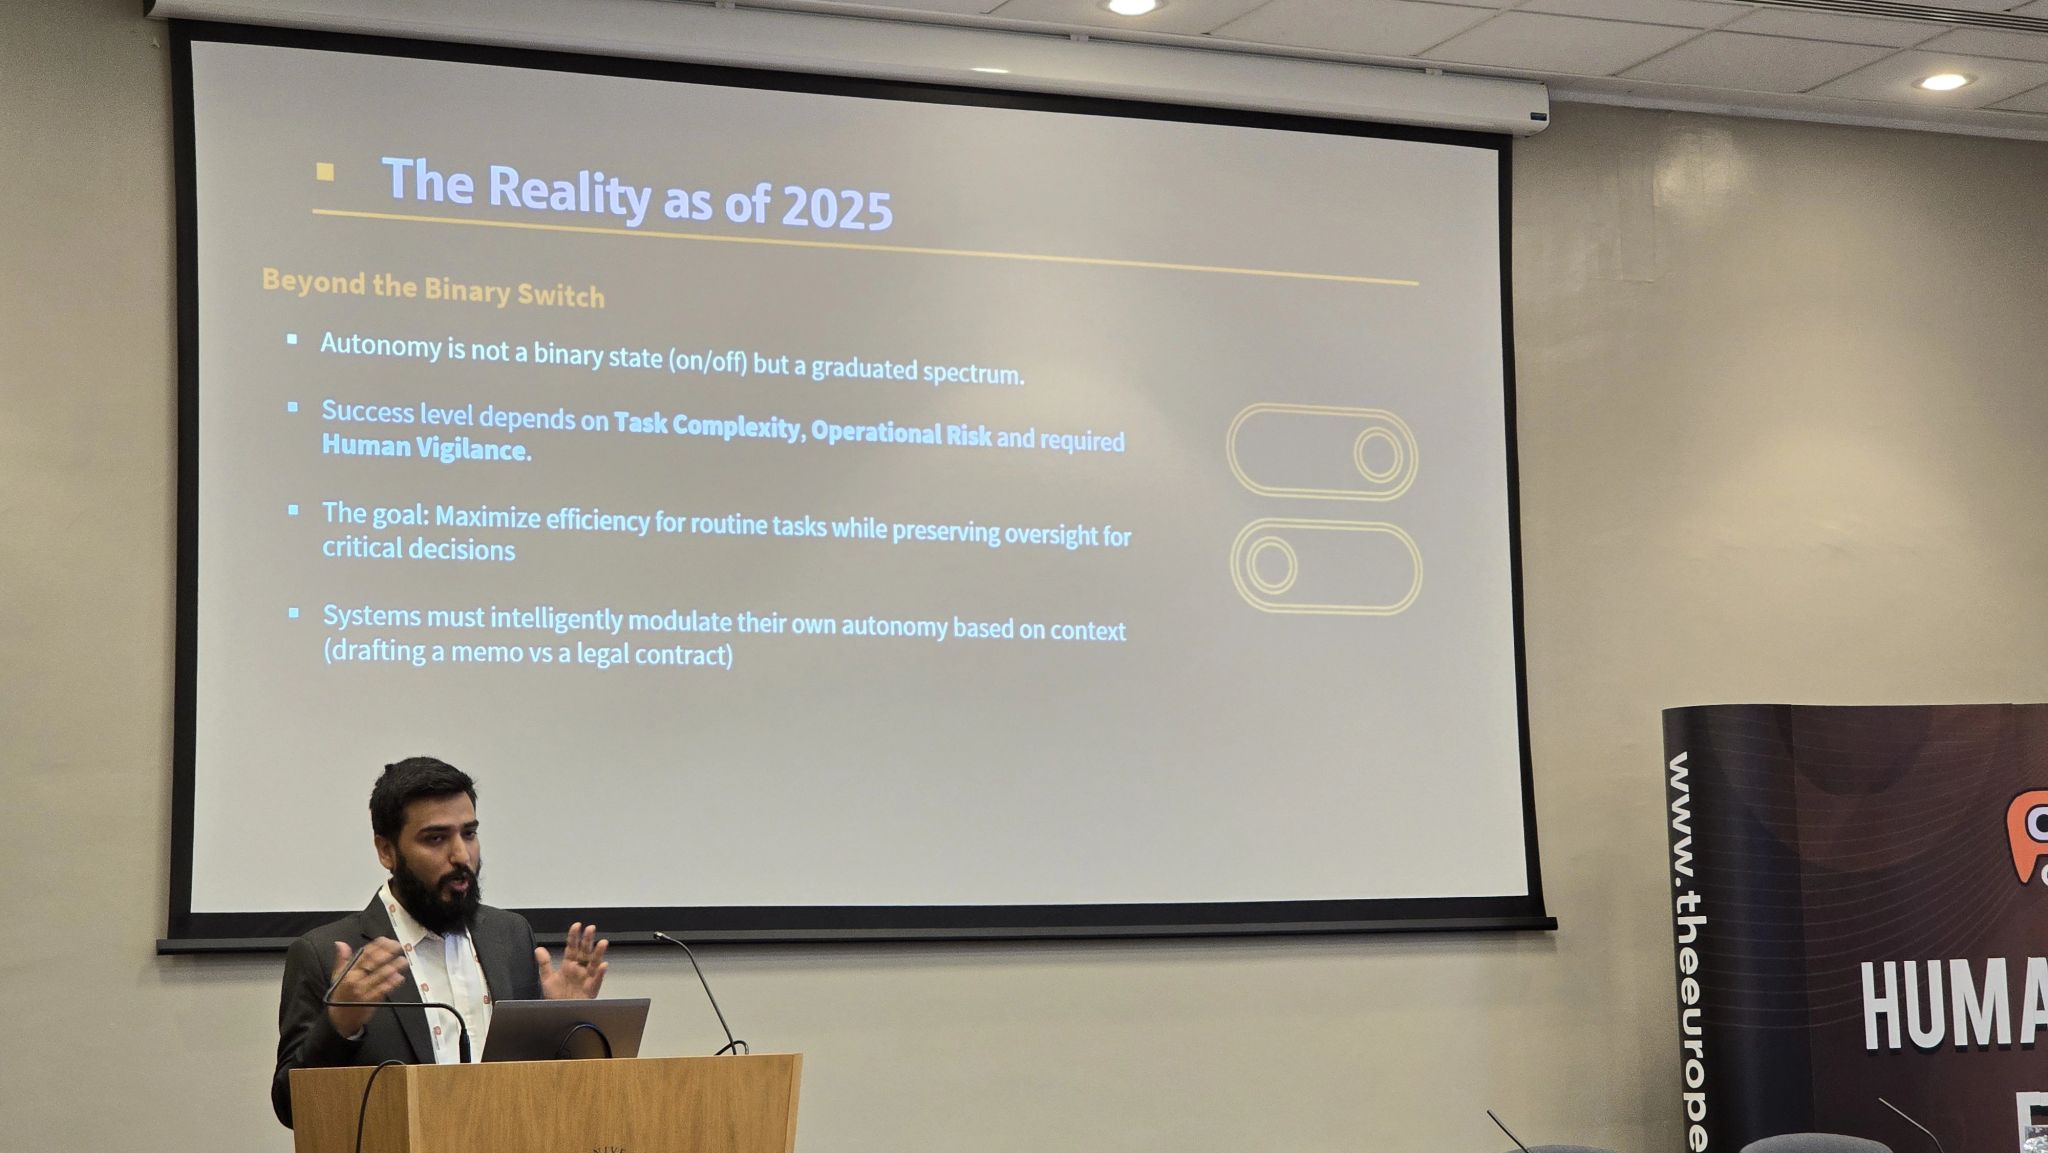 The Reality as of 2025
Beyond the Binary Switch
Autonomy is not a binary state (on/off) but a graduated spectrum.
Success level depends on Task Complexity, Operational Risk and required
Human Vigilance.
The goal: Maximize efficiency for routine tasks while preserving oversight for
critical decisions
Systems must intelligently modulate their own autonomy based on context
(drafting a memo vs a legal contract)
www.theeurope
HUMA